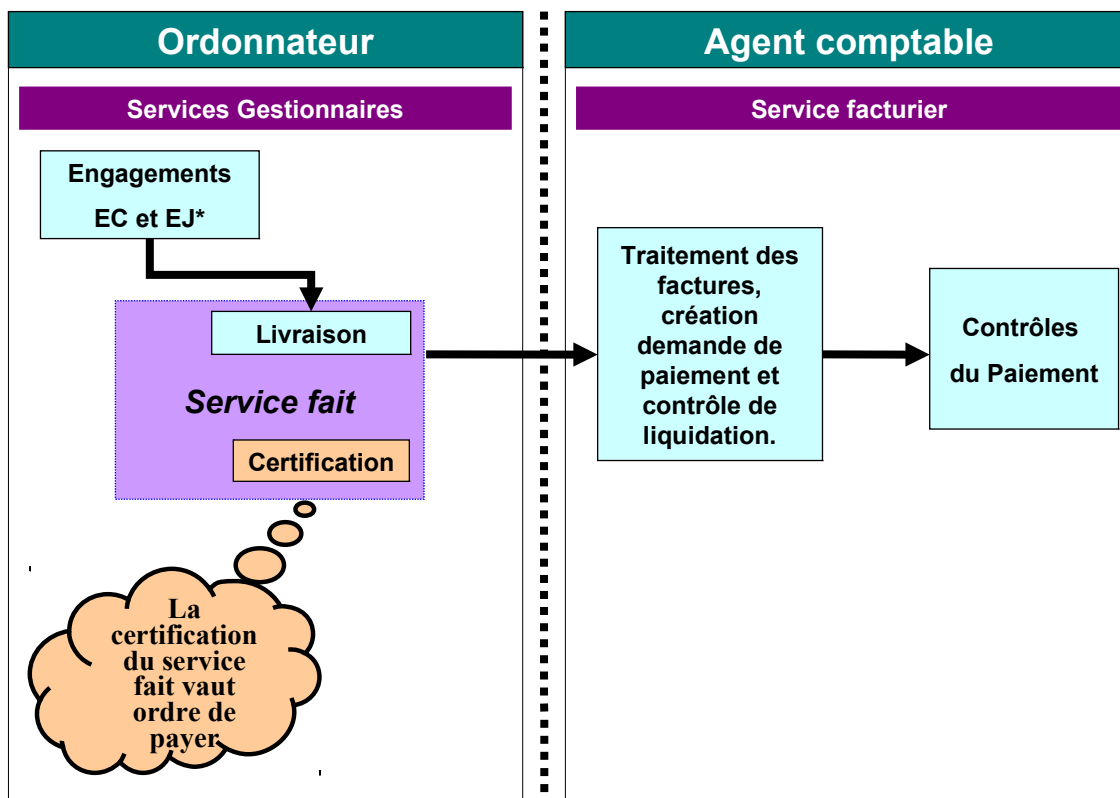 Ordonnateur
Services Gestionnaires
Engagements
EC et EJ*
Livraison
Service fait
Certification
La
certification
du service
fait vaut
ordre de
payer
Agent comptable
Service facturier
Traitement des
factures,
création
demande de
paiement et
contrôle de
liquidation.
Contrôles
du Paiement